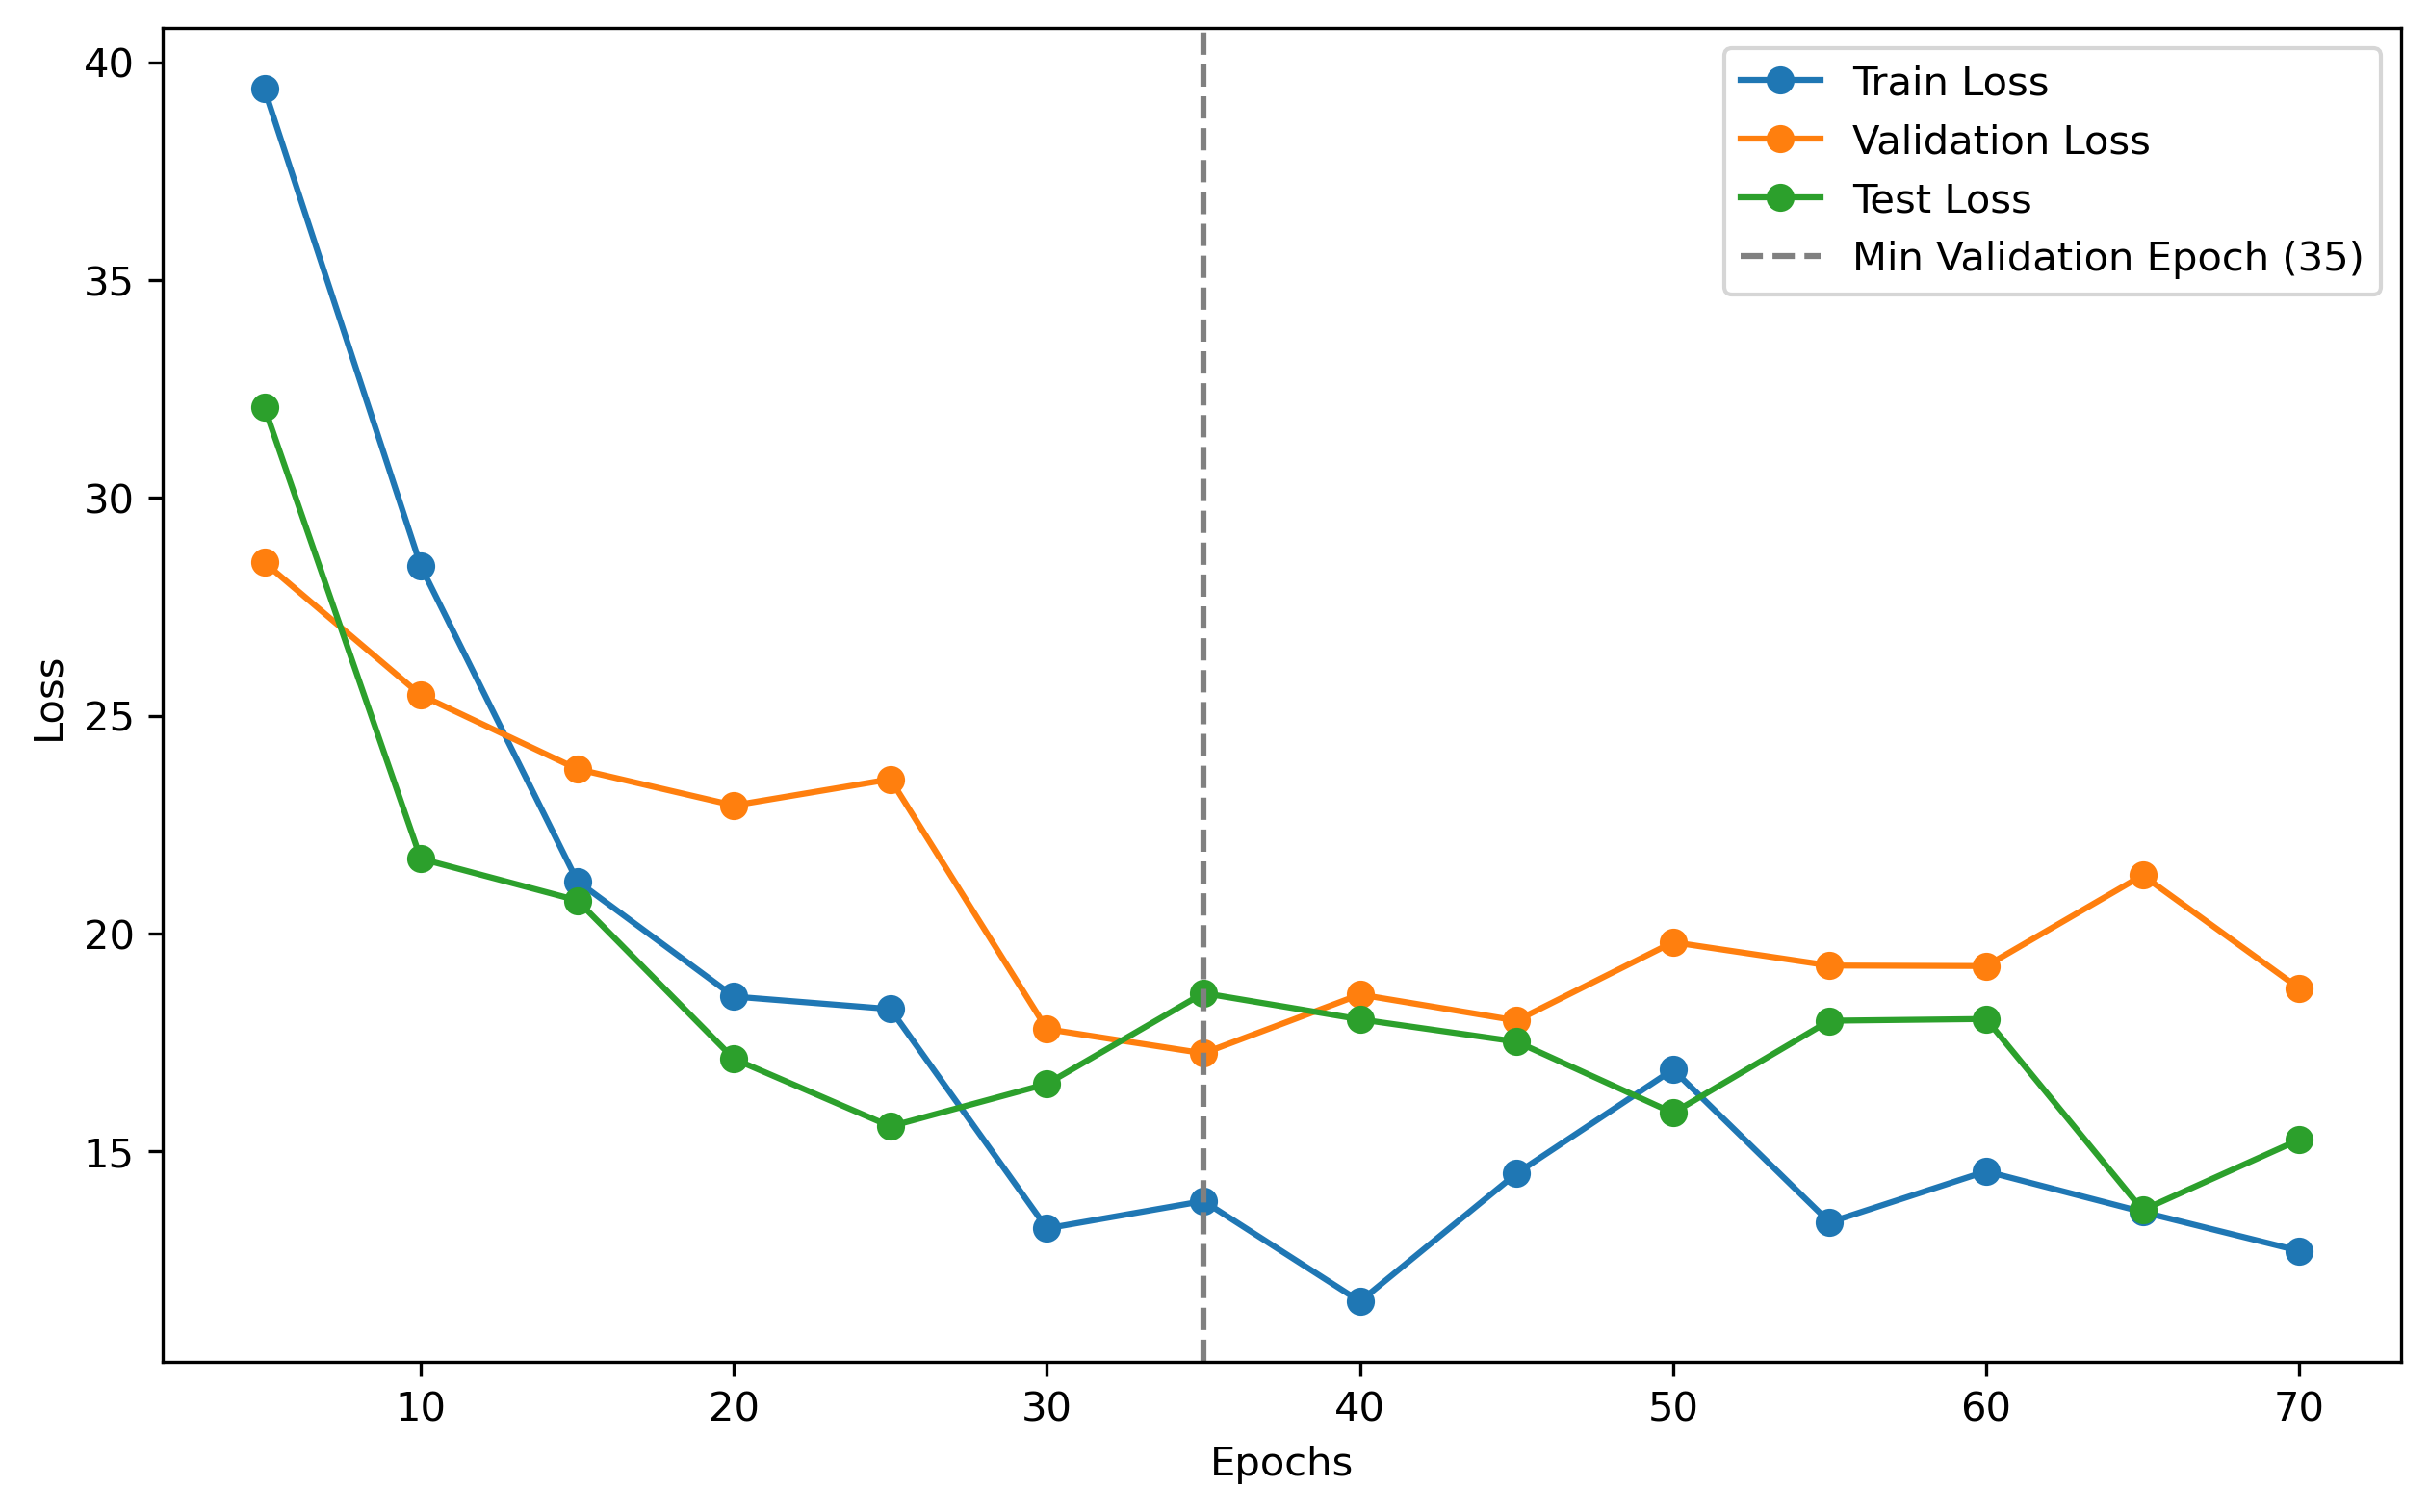 Train Loss
Validation Loss
Test Loss
Min Validation Epoch (35)
40
35
30
25
20
15
Loss
10 20 30 40 50 60 70
Epochs